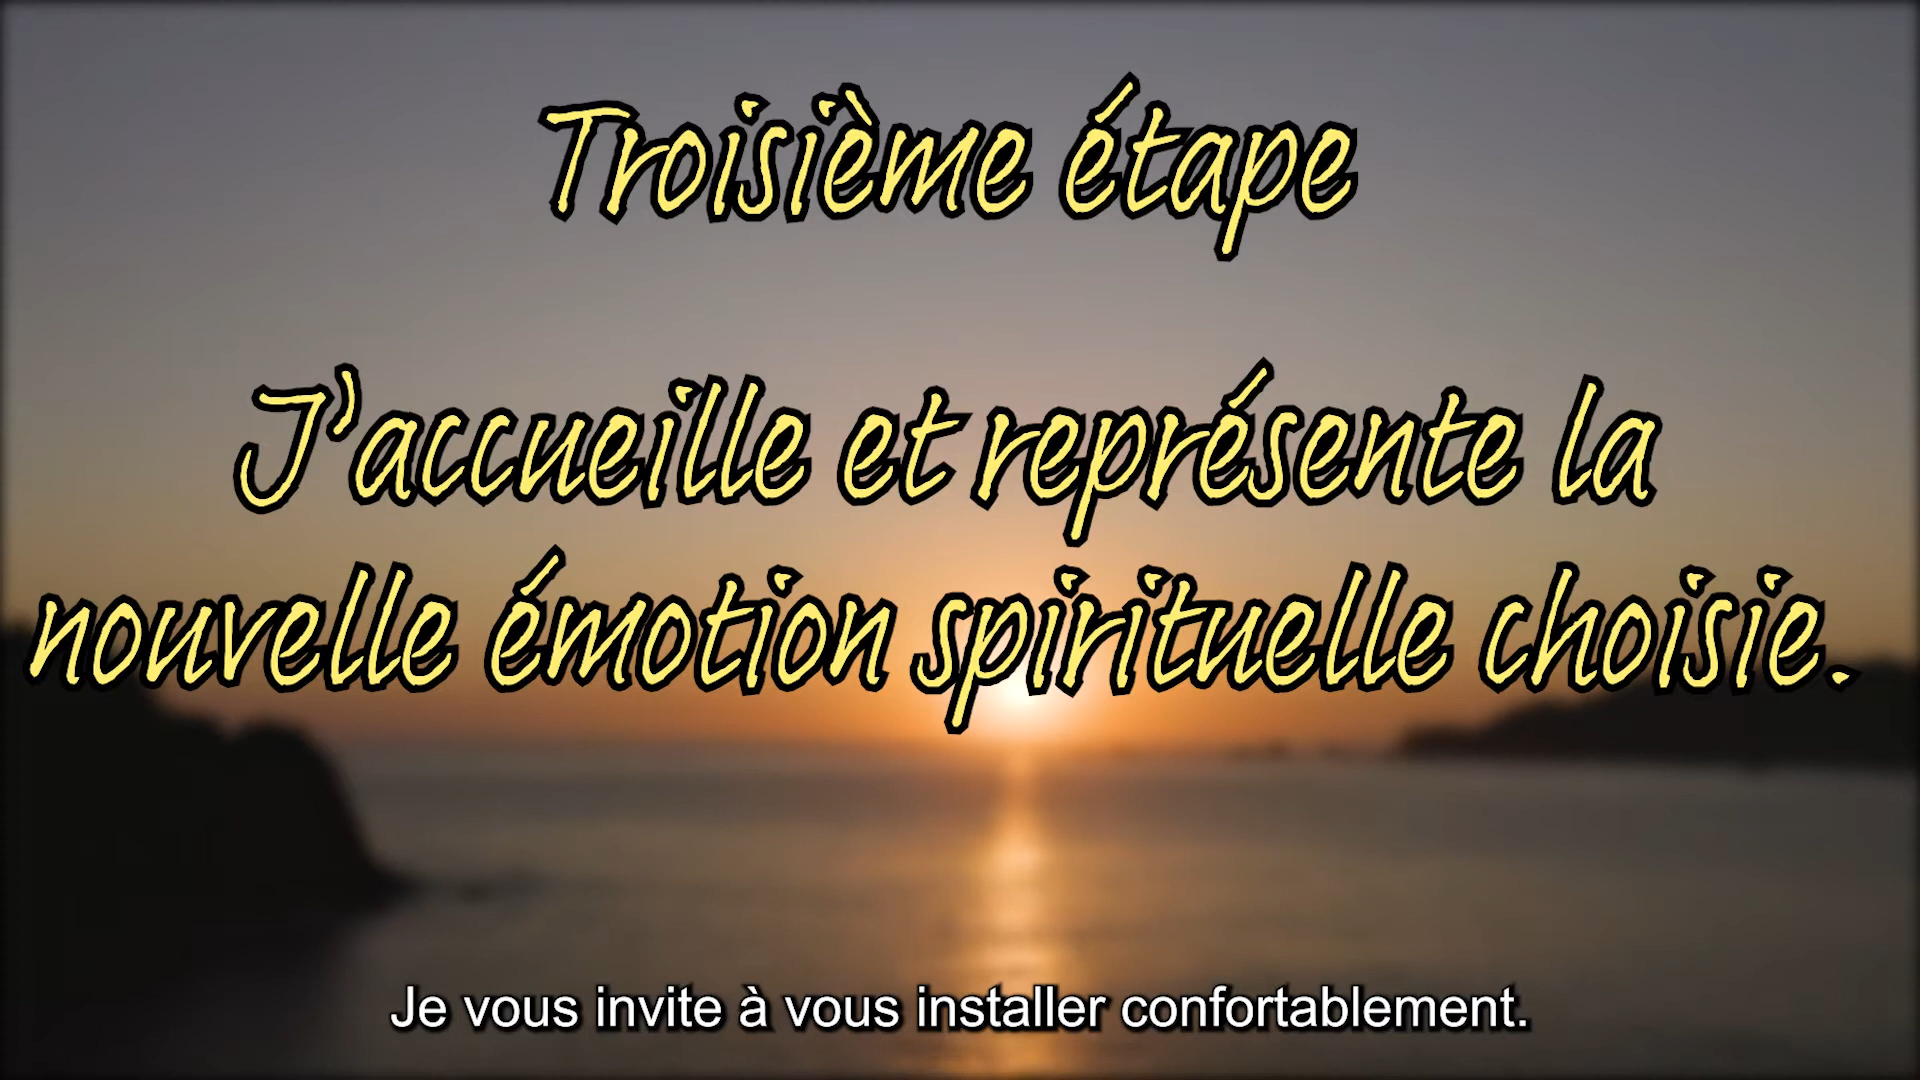 Troisième étape
J'accueille et représente la
nouvelle émotion spirituelle choisie.
Je vous invite à vous installer confortablement.